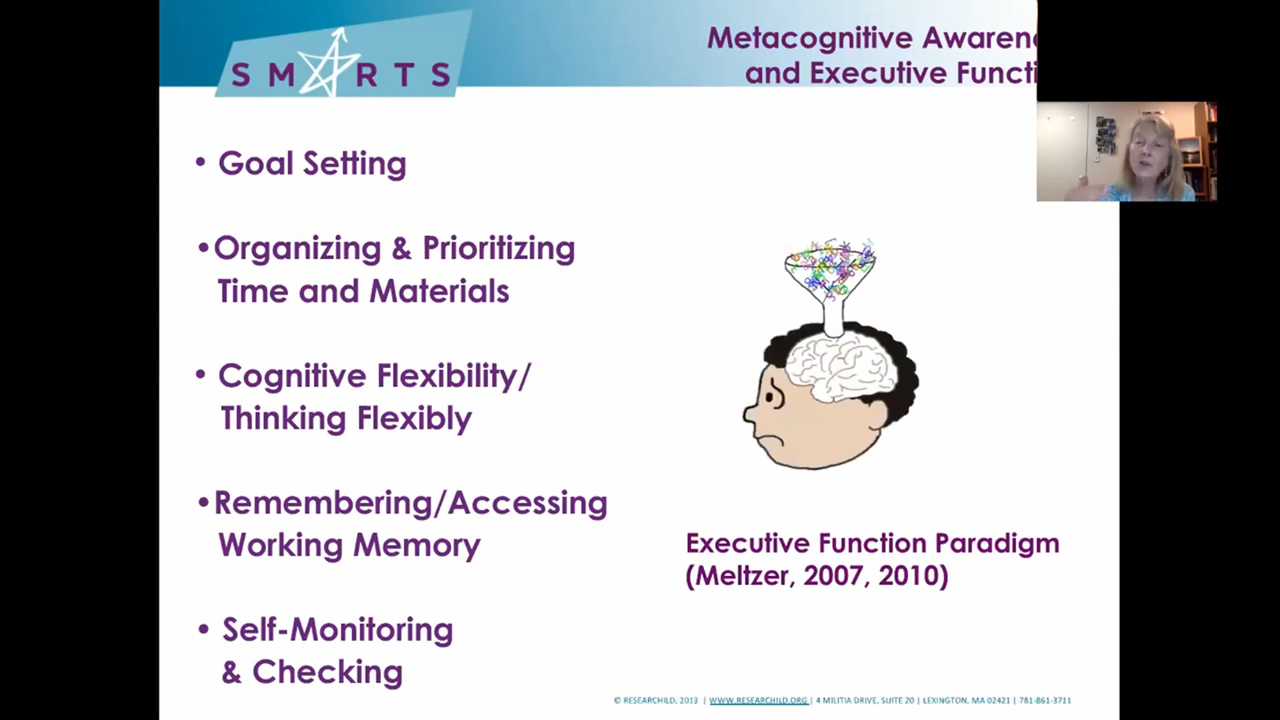 SMARTS
Metacognitive
and Executive
• Goal Setting
•Organizing & Prioritizing
Time and Materials
• Cognitive Flexibility/
Thinking Flexibly
•Remembering/Accessing
Working Memory
• Self-Monitoring
& Checking
Executive Function Paradigm
(Meltzer, 2007, 2010)
© RESEARCHILD, 2013 | WWW.RESEARCHILD.ORG | 4 MILITIA DRIVE, SUITE 20 | LEXINGTON, MA 02421 | 781-861-3711